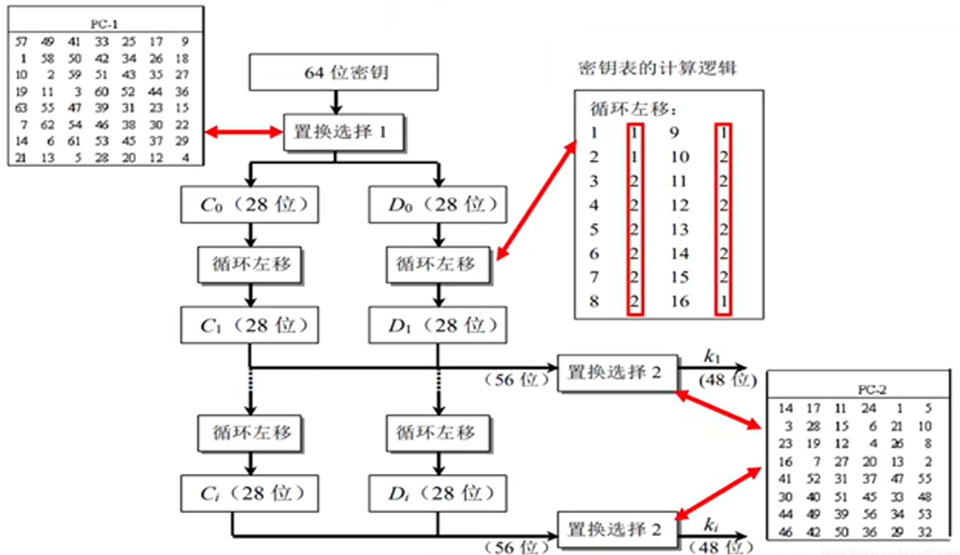 PC-1
57 49 41 33 25 17 9
1 58 50 42 34 26 18
10 2 59 51 43 35 27
19 11 3 60 52 44 36
63 55 47 39 31 23 15
7 62 54 46 38 30 22
14 6 61 53 45 37 29
21 13 5 28 20 12 4
64 位密钥
置换选择 1
C0（28 位）
D0（28 位）
循环左移
循环左移
C1（28 位）
D1（28 位）
密钥表的计算逻辑
循环左移：
1 1 9 1
2 1 10 2
3 2 11 2
4 2 12 2
5 2 13 2
6 2 14 2
7 2 15 2
8 2 16 1
（56 位）
置换选择 2
k1
(48 位)
循环左移
循环左移
Ci（28 位）
Di（28 位）
（56 位）
置换选择 2
ki
(48 位)
PC-2
14 17 11 24 1 5
3 28 15 6 21 10
23 19 12 4 26 8
16 7 27 20 13 2
41 52 31 37 47 55
30 40 51 45 33 48
44 49 39 56 34 53
46 42 50 36 29 32